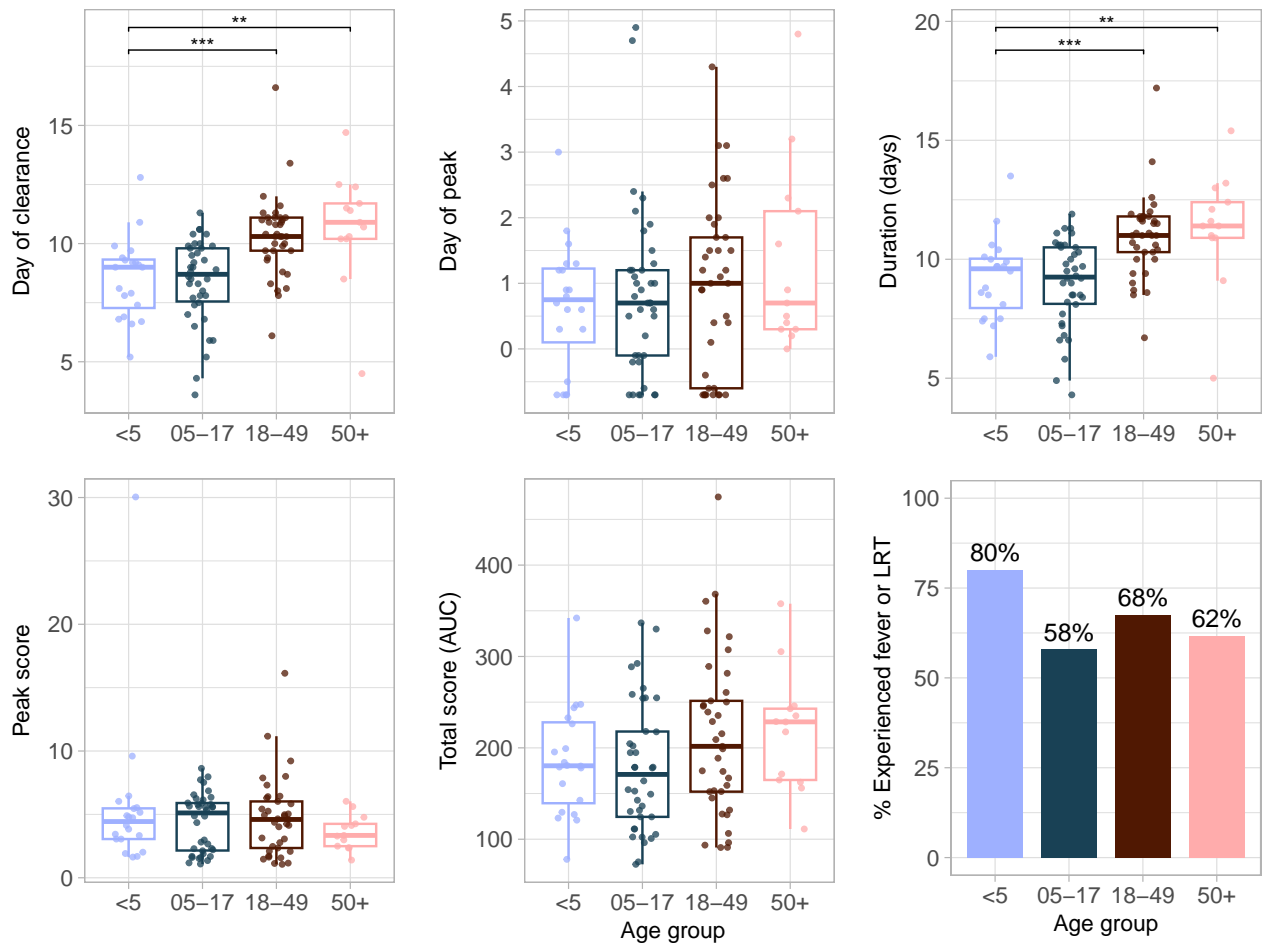 Day of clearance
15
10
5
**
***
<5 05–17 18–49 50+
Day of peak
5
4
3
2
1
0
<5 05–17 18–49 50+
Duration (days)
20
15
10
5
**
***
<5 05–17 18–49 50+
Peak score
30
20
10
0
<5 05–17 18–49 50+
Total score (AUC)
400
300
200
100
<5 05–17 18–49 50+
Age group
% Experienced fever or LRT
100
75
50
25
0
80%
58%
68%
62%
<5 05–17 18–49 50+
Age group